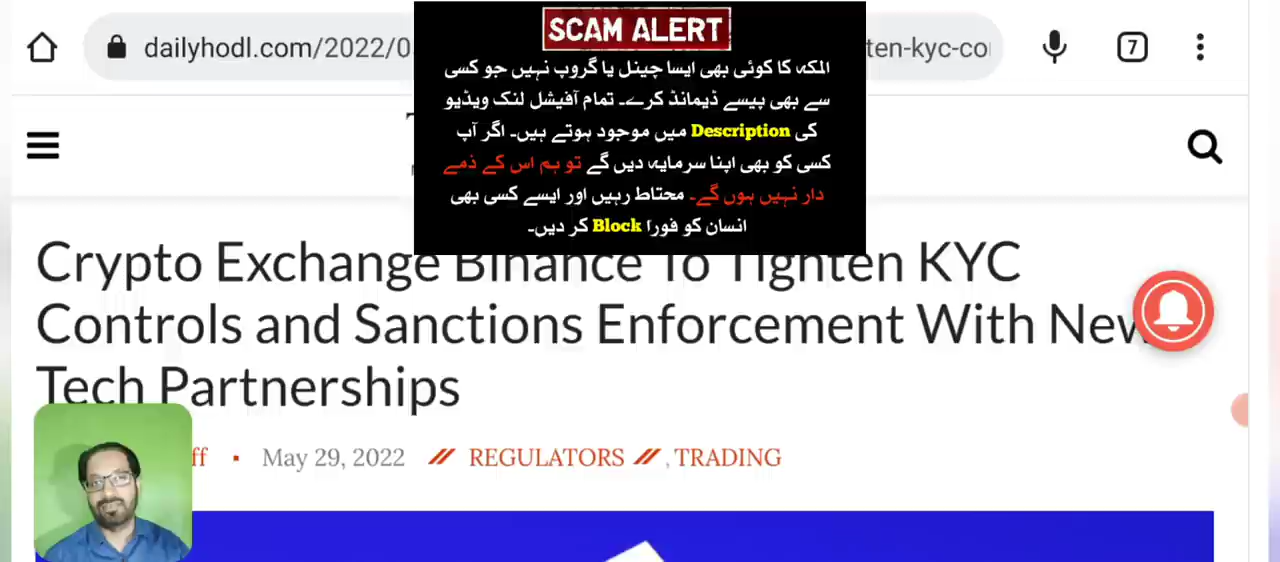 dailyhodl.com/2022/0
ten-kyc-co
7
SCAM ALERT
المکہ کا کوئی بھی ایسا چینل یا گروپ نہیں جو کسی
سے بھی پیسے ڈیمانڈ کرے۔ تمام آفیشل لنک ویڈیو
کی Description میں موجود ہوتے ہیں۔ اگر آپ
کسی کو بھی اپنا سرمایہ دیں گے تو ہم اس کے ذمے
دار نہیں ہوں گے۔ محتاط رہیں اور ایسے کسی بھی
انسان کو فورا Block کر دیں۔
Crypto Exchange Binance To Tighten KYC
Controls and Sanctions Enforcement With New
Tech Partnerships
ff • May 29, 2022 // REGULATORS // , TRADING